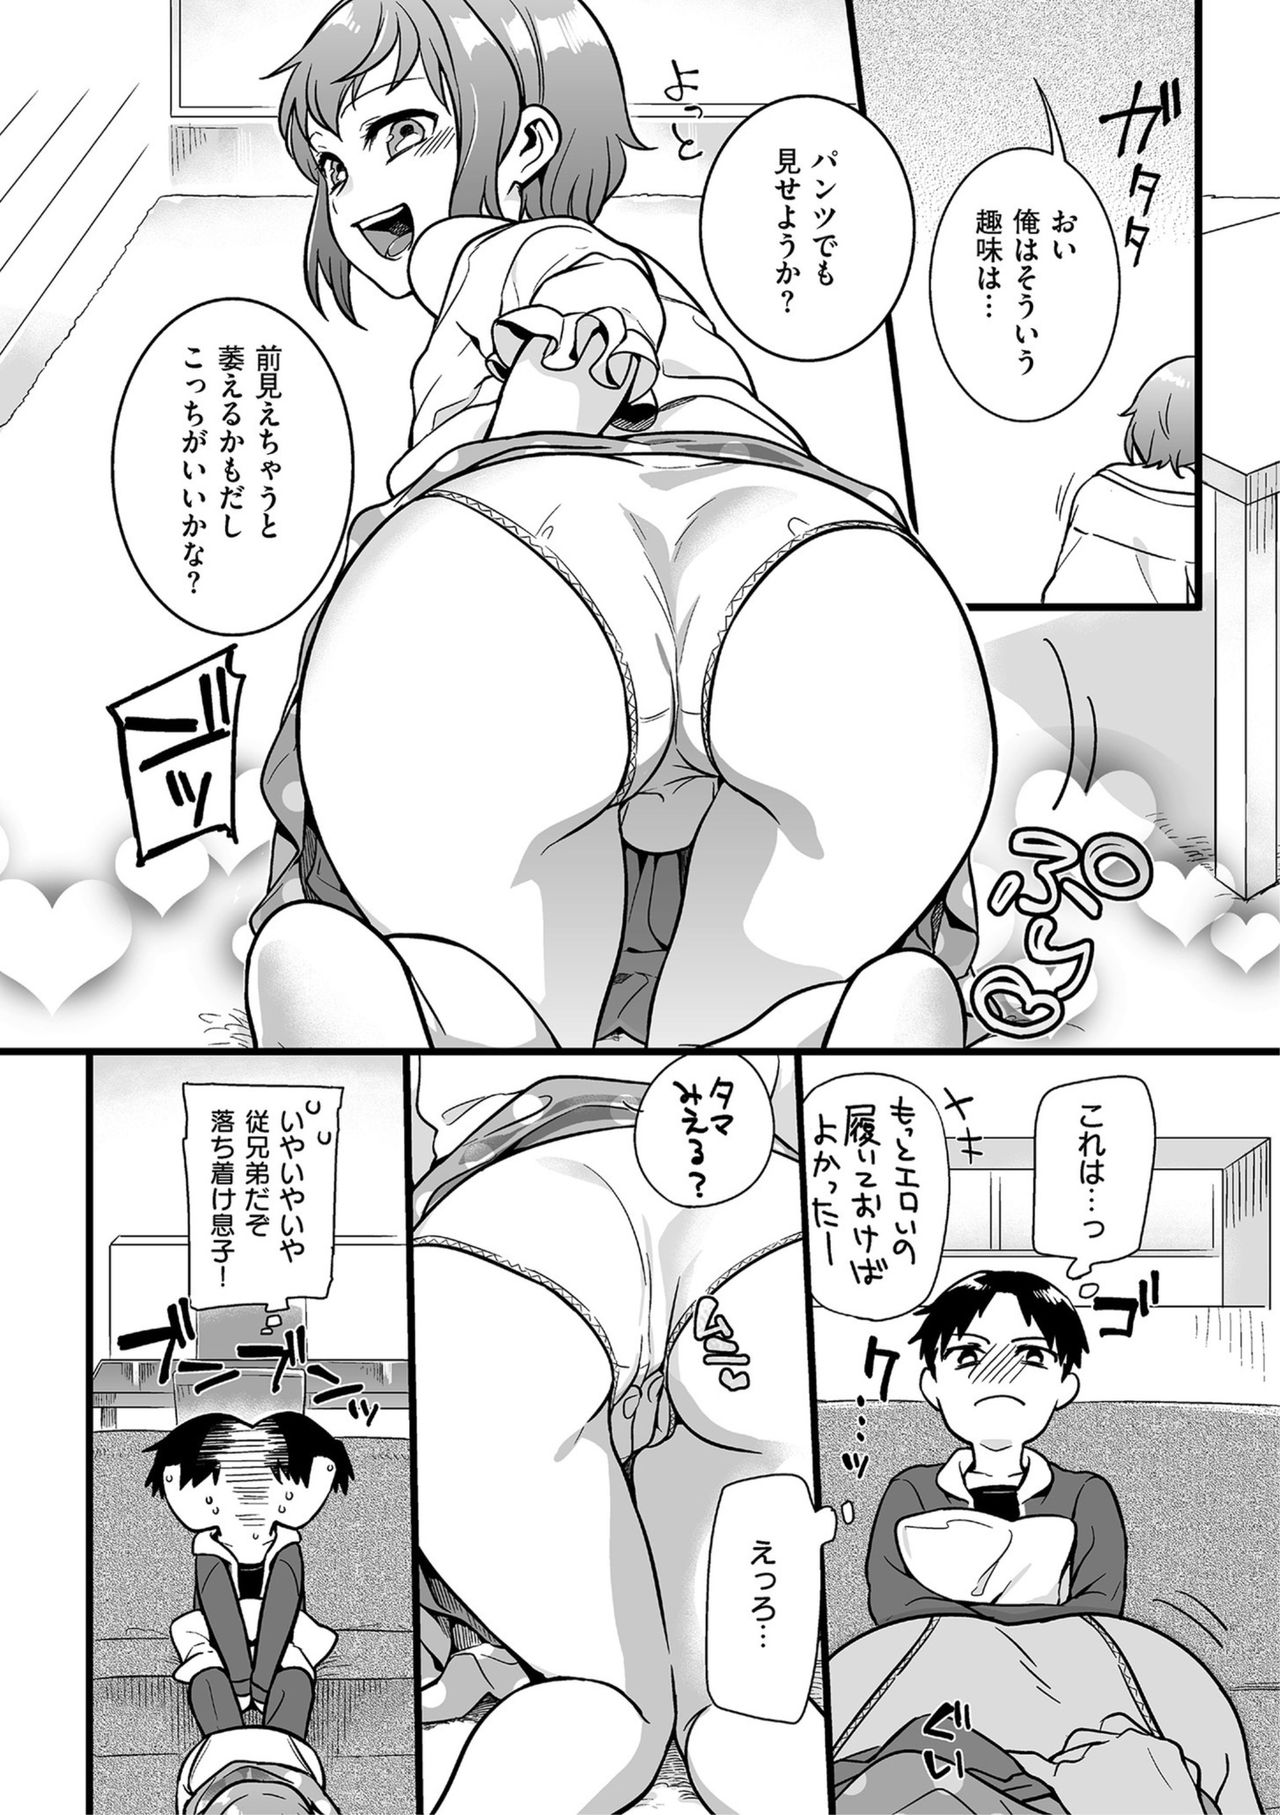 ガタタ
おい
俺はそういう
趣味は…
パンツでも
見せようか?
よっと
前見えちゃうと
萎えるかもだし
こっちがいいかな?
バッ
ぷり
これは…っ
もっとエロいの
履いておけば
よかったー
ゴク…ッ
ぐい
タマ
みえる?
ムニ
えっろ…
いやいやいや
従兄弟だぞ
落ち着け息子!
ブンブンッ